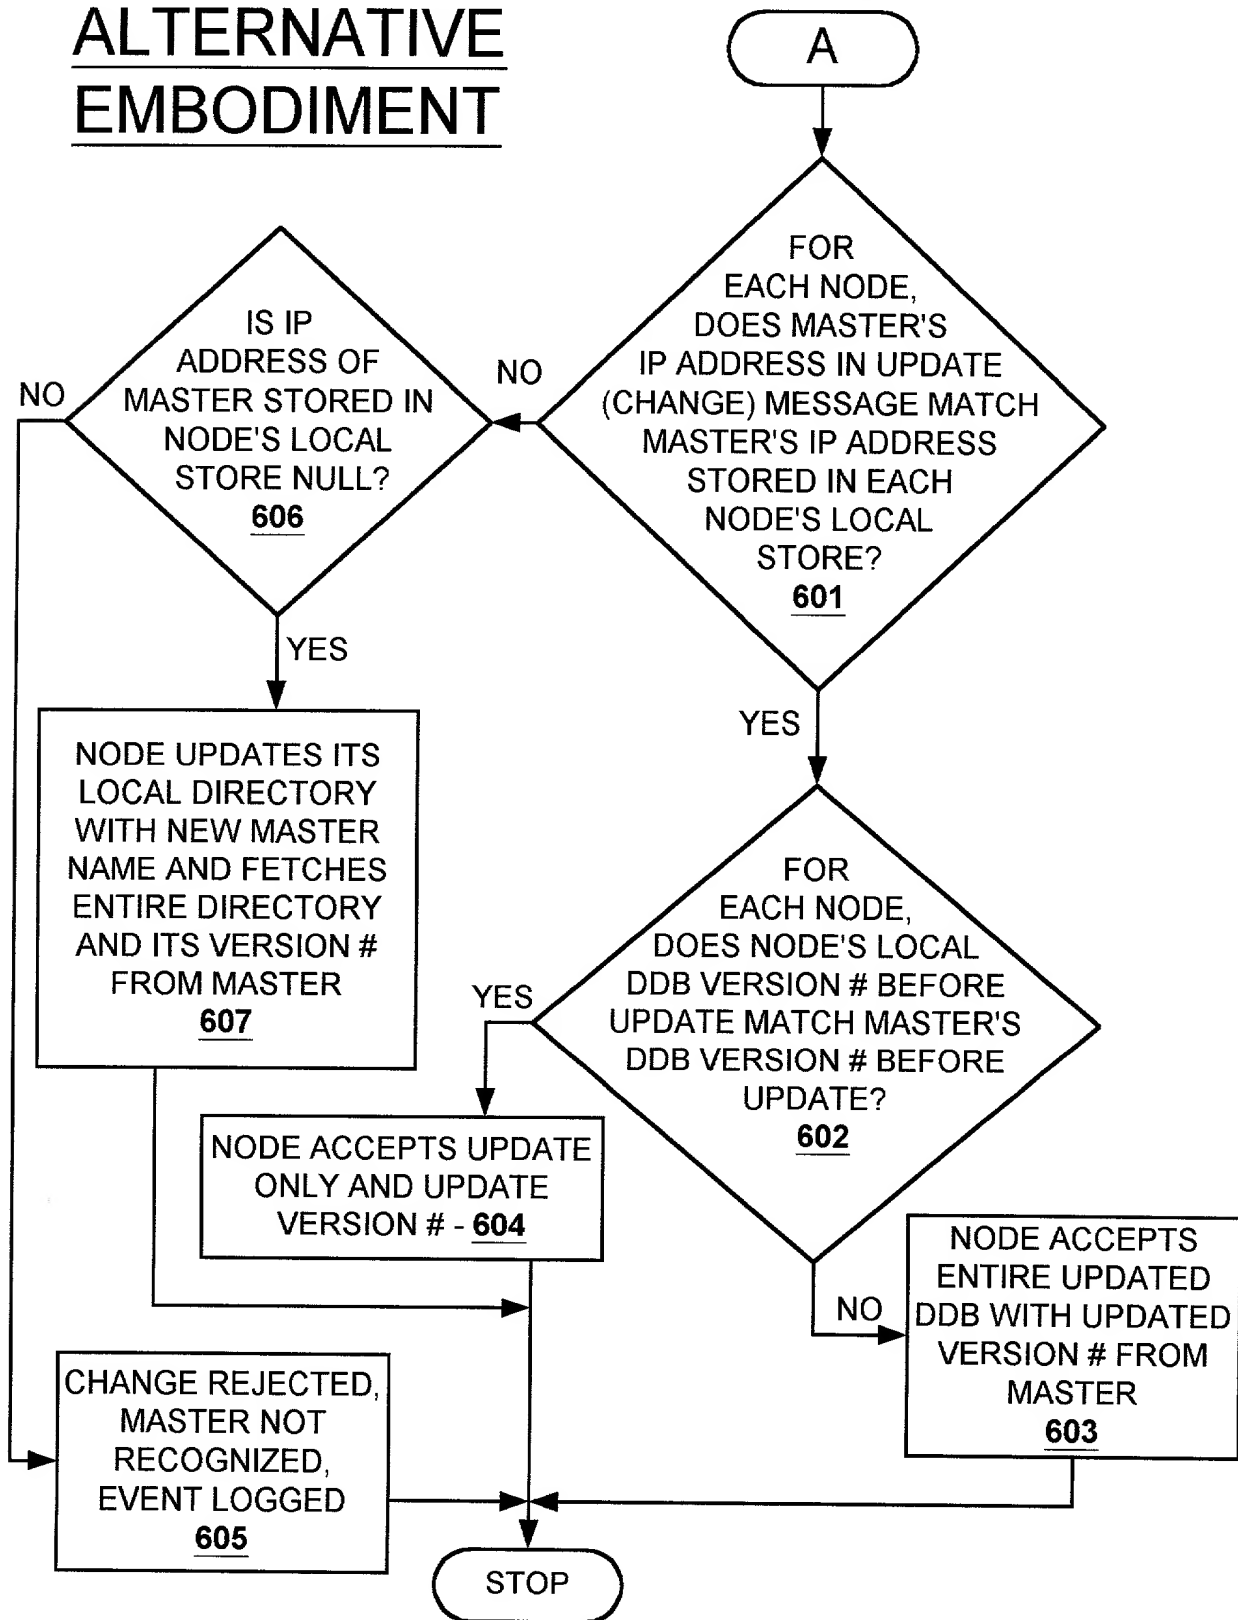 ALTERNATIVE
EMBODIMENT
A
FOR
EACH NODE,
DOES MASTER'S
IP ADDRESS IN UPDATE
(CHANGE) MESSAGE MATCH
MASTER'S IP ADDRESS
STORED IN EACH
NODE'S LOCAL
STORE?
601
NO
IS IP
ADDRESS OF
MASTER STORED IN
NODE'S LOCAL
STORE NULL?
606
NO
YES
NODE UPDATES ITS
LOCAL DIRECTORY
WITH NEW MASTER
NAME AND FETCHES
ENTIRE DIRECTORY
AND ITS VERSION #
FROM MASTER
607
YES
FOR
EACH NODE,
DOES NODE'S LOCAL
DDB VERSION # BEFORE
UPDATE MATCH MASTER'S
DDB VERSION # BEFORE
UPDATE?
602
YES
NODE ACCEPTS UPDATE
ONLY AND UPDATE
VERSION # - 604
NO
NODE ACCEPTS
ENTIRE UPDATED
DDB WITH UPDATED
VERSION # FROM
MASTER
603
CHANGE REJECTED,
MASTER NOT
RECOGNIZED,
EVENT LOGGED
605
STOP